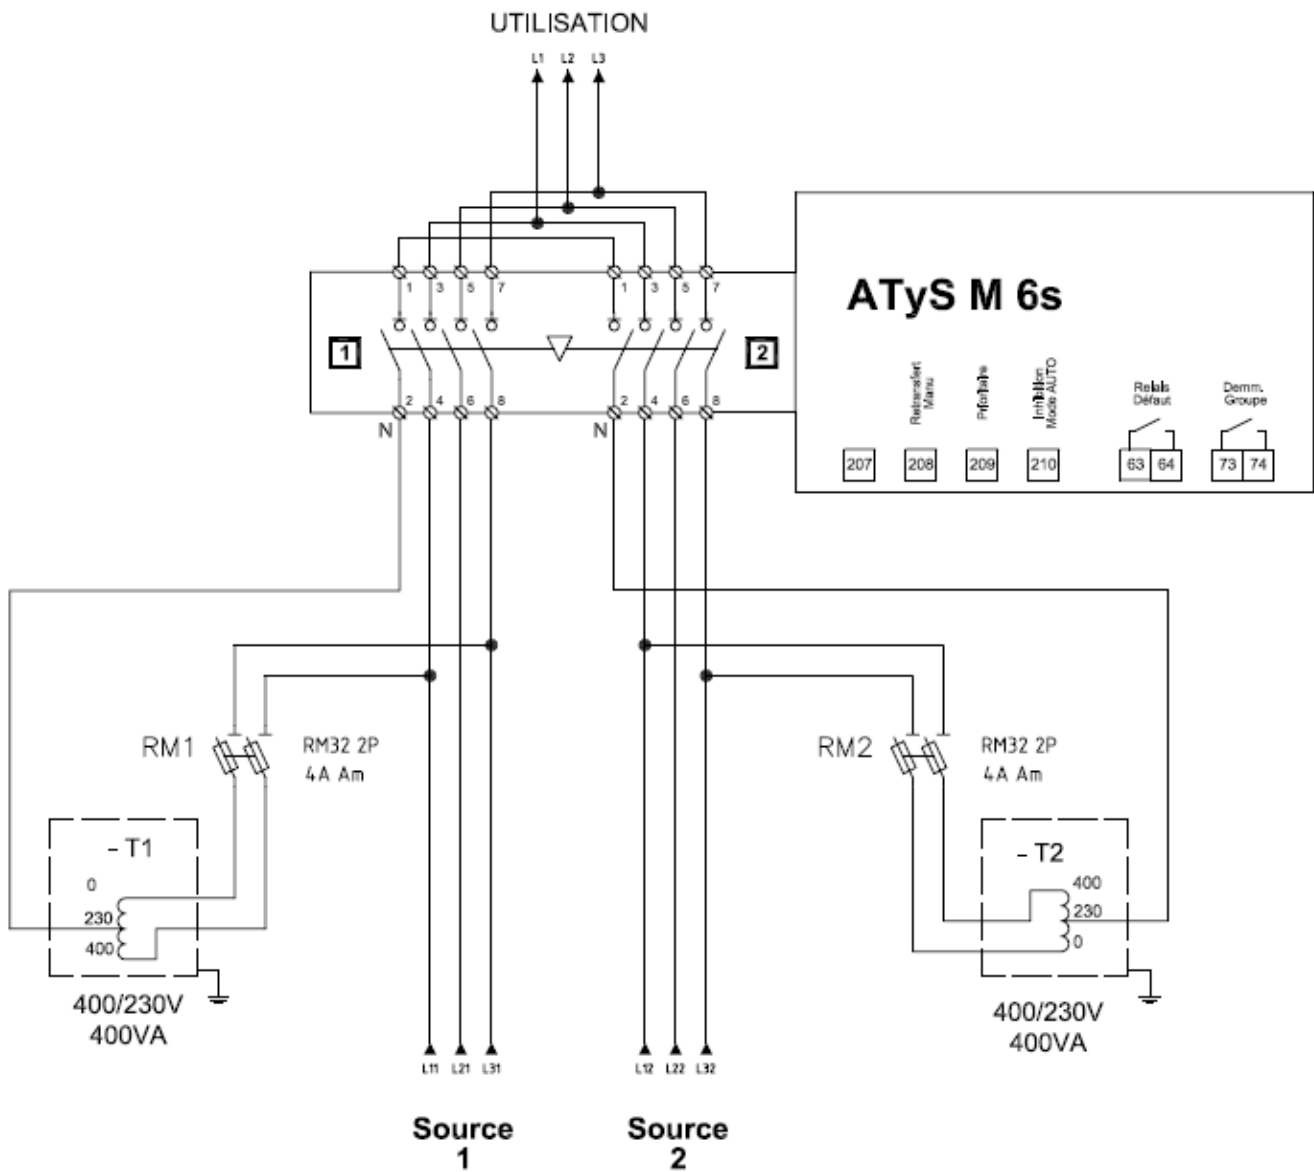 UTILISATION
L1 L2 L3
1 3 5 7
1 3 5 7
ATyS M 6s
1
2
Retransfert
Manu
Prioritaire
Inhibition
Mode AUTO
Relais
Défaut
Demm.
Groupe
2 4 6 8
2 4 6 8
N
N
207 208 209 210 63 64 73 74
RM1
RM32 2P
4A Am
RM2
RM32 2P
4A Am
- T1
0
230
400
- T2
400
230
0
400/230V
400VA
400/230V
400VA
L11 L21 L31
L12 L22 L32
Source
1
Source
2